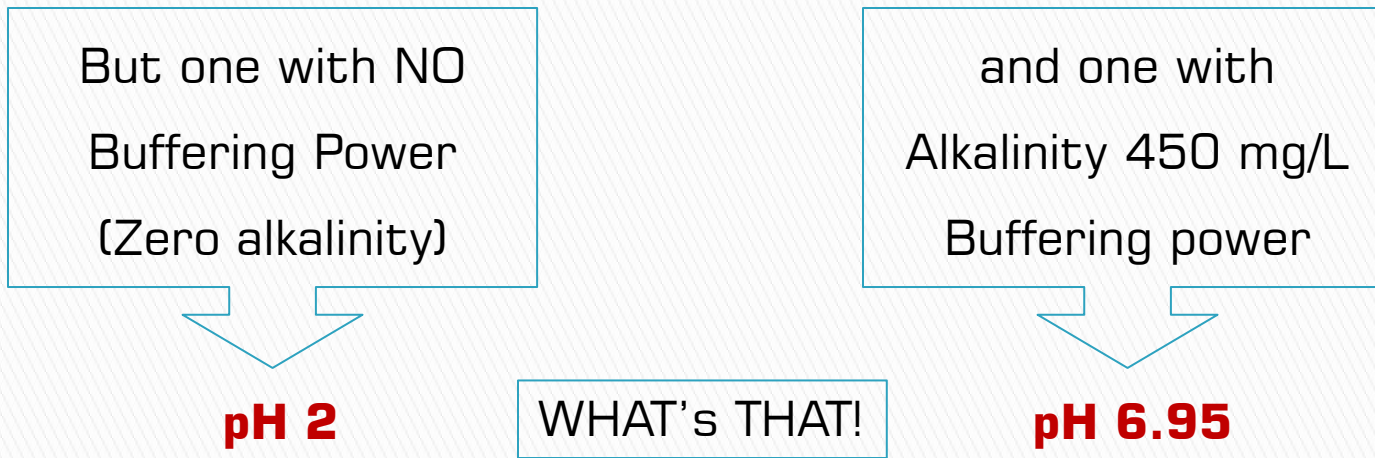 But one with NO
Buffering Power
(Zero alkalinity)
and one with
Alkalinity 450 mg/L
Buffering power
pH 2
WHAT's THAT!
pH 6.95